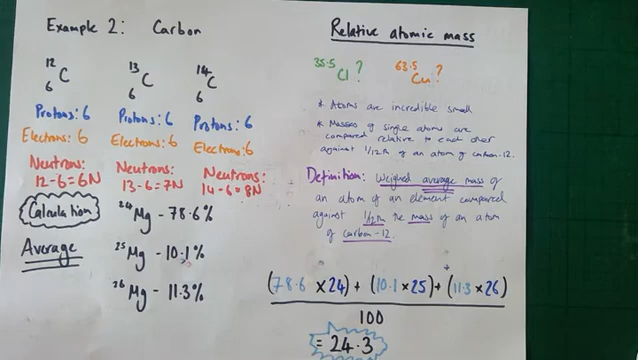 Example 2: Carbon
12 C 6
13 C 6
14 C 6
Protons: 6 Protons: 6 Protons: 6
Electrons: 6 Electrons: 6 Electrons: 6
Neutrons: Neutrons: Neutrons:
12-6=6N 13-6=7N 14-6=8N
Calculation
Average
24Mg - 78.6%
25Mg - 10.1%
26Mg - 11.3%
Relative atomic mass
35.5 Cl? 63.5 Cu?
* Atoms are incredible small
* Masses of single atoms are
compared relative to each other
against 1/12th of an atom of carbon-12.
Definition: Weighed average mass of
an atom of an element compared
against 1/12th the mass of an atom
of carbon-12.
(78.6 × 24) + (10.1 × 25) + (11.3 × 26)
100
= 24.3